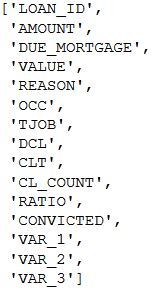 ['LOAN_ID',
'AMOUNT',
'DUE_MORTGAGE',
'VALUE',
'REASON',
'OCC',
'TJOB',
'DCL',
'CLT',
'CL_COUNT',
'RATIO',
'CONVICTED',
'VAR_1',
'VAR_2',
'VAR_3']